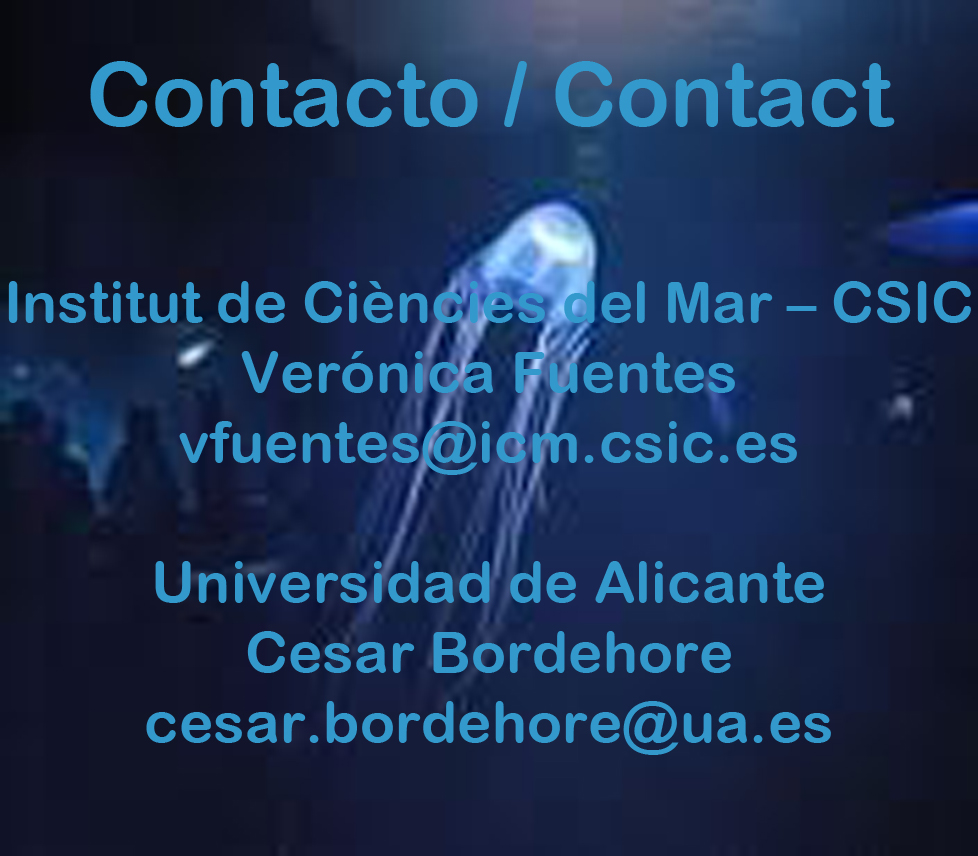 Contacto / Contact
Institut de Ciències del Mar – CSIC
Verónica Fuentes
vfuentes@icm.csic.es
Universidad de Alicante
Cesar Bordehore
cesar.bordehore@ua.es